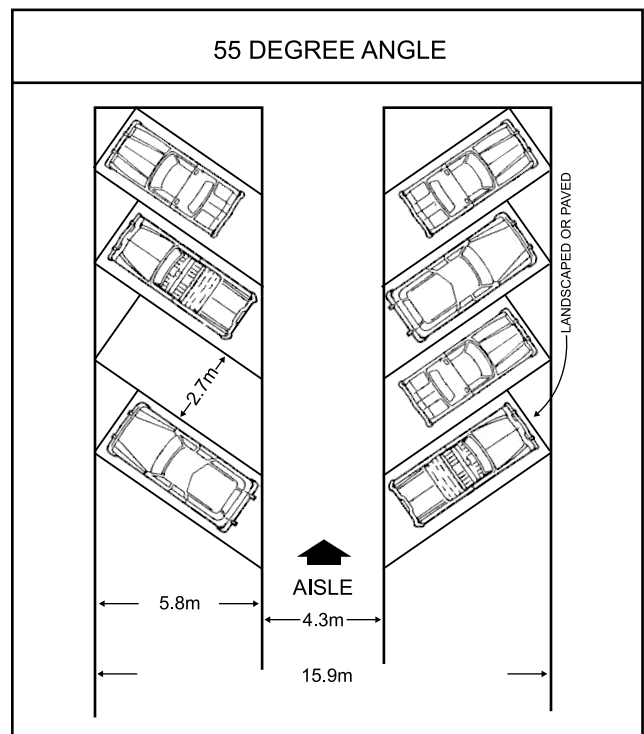 55 DEGREE ANGLE
LANDSCAPED OR PAVED
2.7m
AISLE
5.8m
4.3m
15.9m